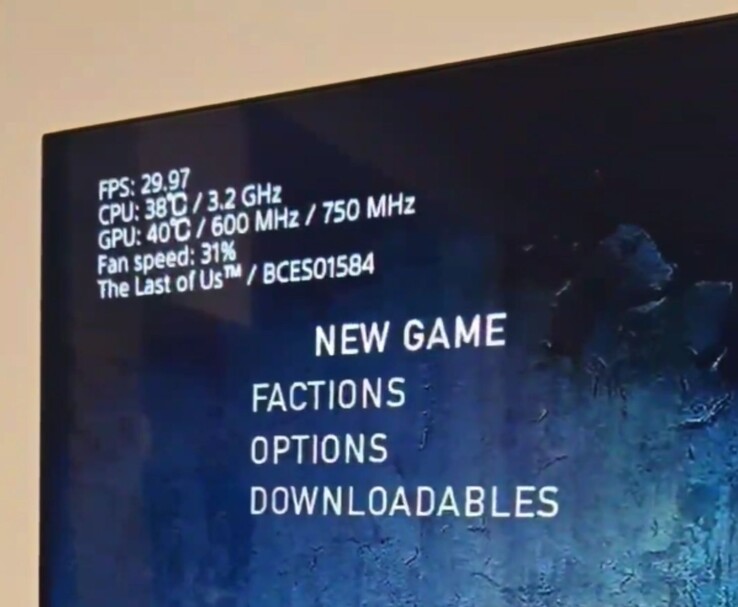 FPS: 29.97
CPU: 38℃ / 3.2 GHz
GPU: 40℃ / 600 MHz / 750 MHz
Fan speed: 31%
The Last of Us™ / BCES01584
NEW GAME
FACTIONS
OPTIONS
DOWNLOADABLES